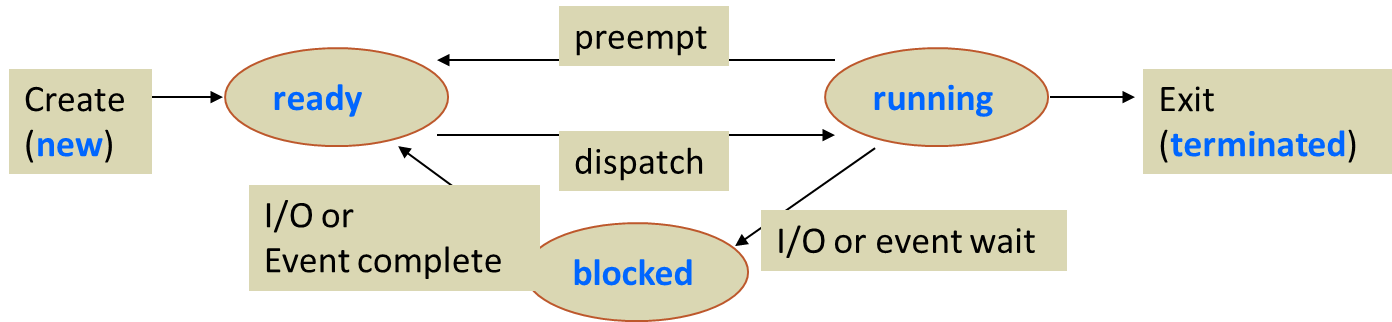 preempt
Create
(new)
ready
running
Exit
(terminated)
dispatch
I/O or
Event complete
I/O or event wait
blocked